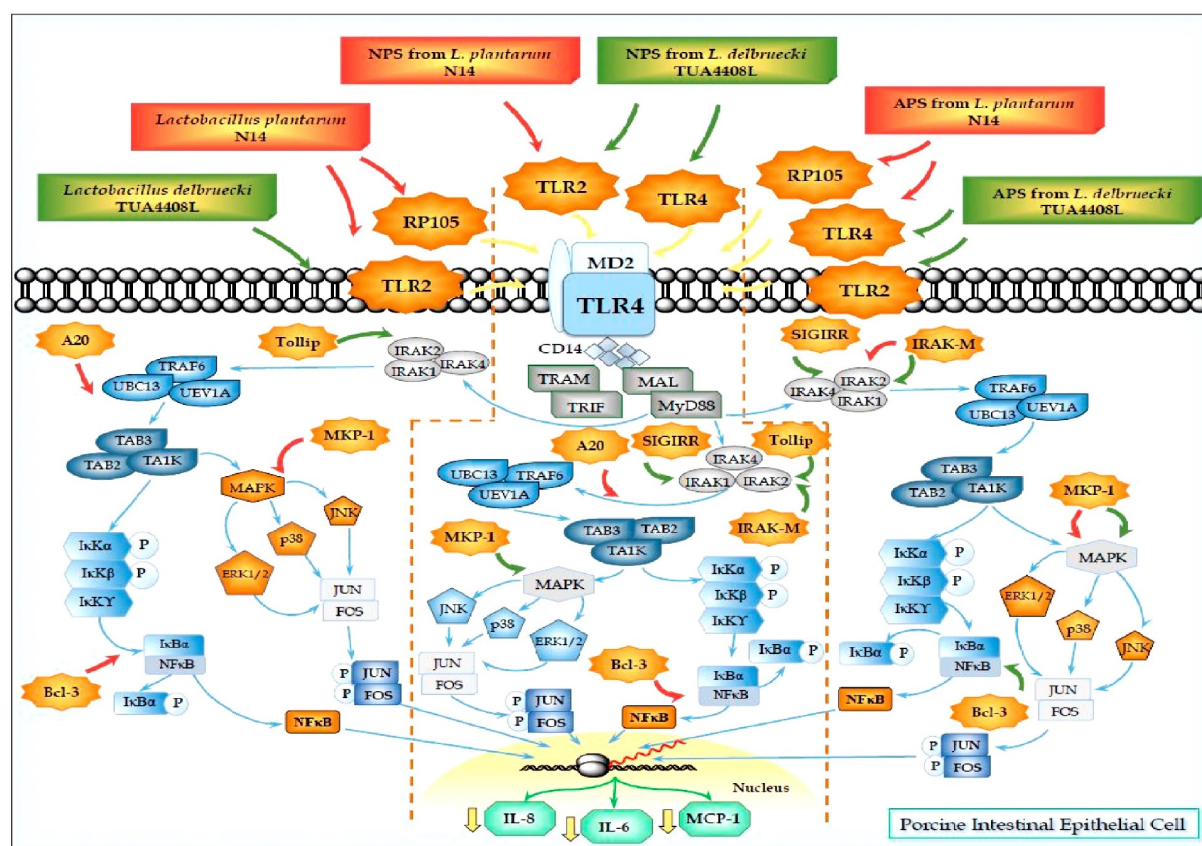 NPS from L. plantarum
N14
NPS from L. delbruecki
TUA4408L
Lactobacillus plantarum
N14
APS from L. plantarum
N14
Lactobacillus delbruecki
TUA4408L
APS from L. delbruecki
TUA4408L
RP105
TLR2
TLR2
TLR4
RP105
TLR4
TLR2
MD2
TLR4
CD14
TRAM
TRIF
MAL
MyD88
A20
Tollip
IRAK2
IRAK1
IRAK4
TRAF6
UBC13
UEV1A
TAB3
TAB2
TA1K
MKP-1
MAPK
JNK
p38
ERK1/2
IκKα
P
IκKβ
P
IκKϒ
JUN
FOS
IκBα
NFκB
Bcl-3
IκBα
P
NFκB
P
JUN
P
FOS
A20
SIGIRR
Tollip
IRAK4
IRAK1
IRAK2
IRAK-M
UBC13
TRAF6
UEV1A
TAB3
TAB2
TA1K
MKP-1
MAPK
JNK
p38
ERK1/2
IκKα
P
IκKβ
P
IκKϒ
JUN
FOS
Bcl-3
IκBα
NFκB
IκBα
P
P
JUN
P
FOS
NFκB
SIGIRR
IRAK-M
IRAK4
IRAK2
IRAK1
TRAF6
UBC13
UEV1A
TAB3
TAB2
TA1K
MKP-1
MAPK
ERK1/2
p38
JNK
IκKα
P
IκKβ
P
IκKϒ
IκBα
P
IκBα
NFκB
NFκB
Bcl-3
JUN
FOS
P
JUN
P
FOS
Nucleus
IL-8
IL-6
MCP-1
Porcine Intestinal Epithelial Cell